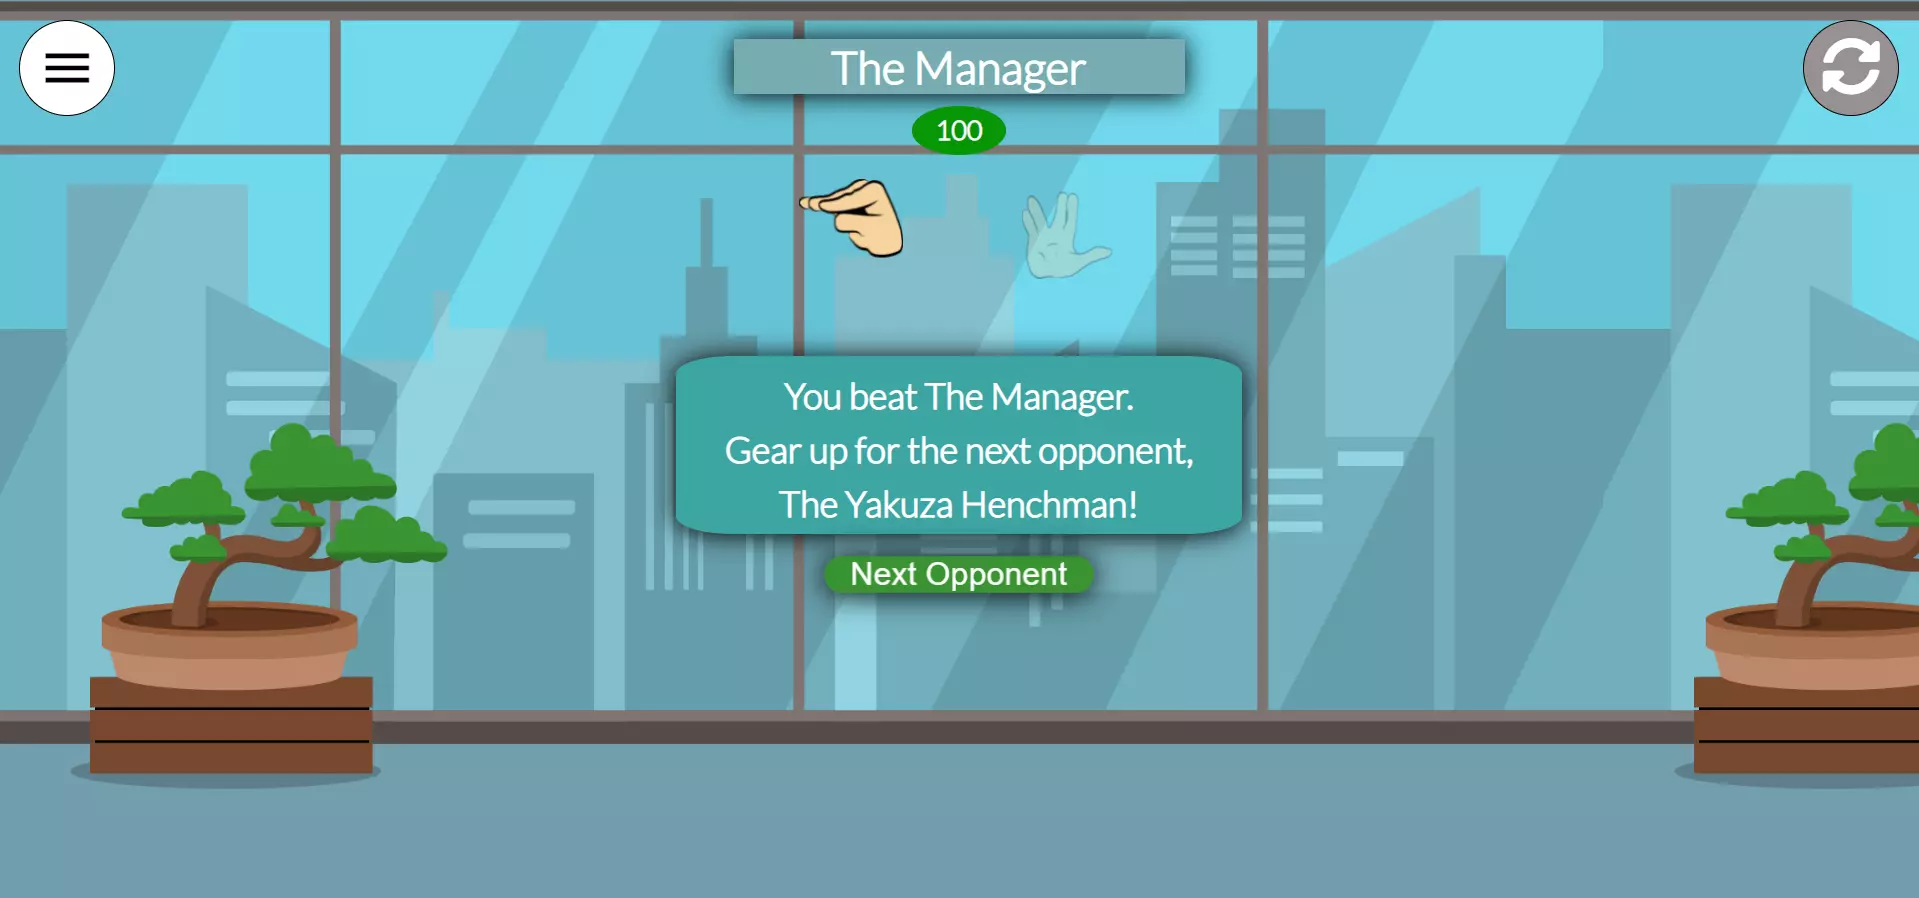 The Manager
100
You beat The Manager.
Gear up for the next opponent,
The Yakuza Henchman!
Next Opponent